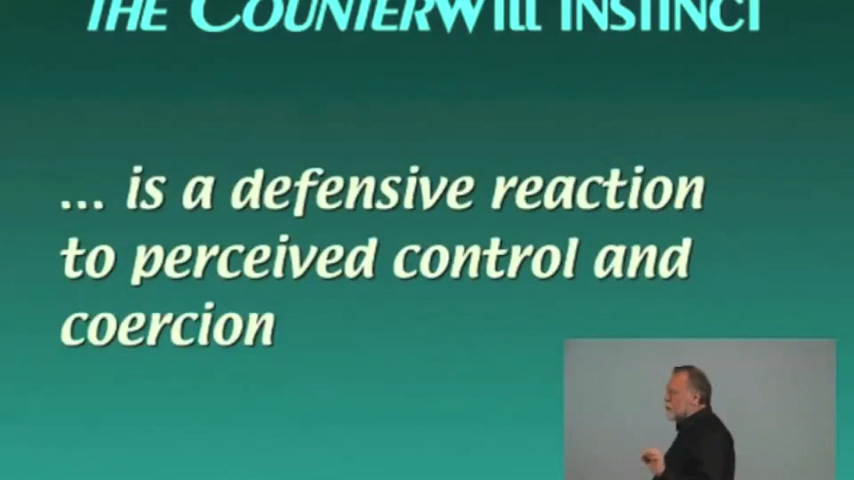 THE COUNTERWill INSTINCT
... is a defensive reaction
to perceived control and
coercion